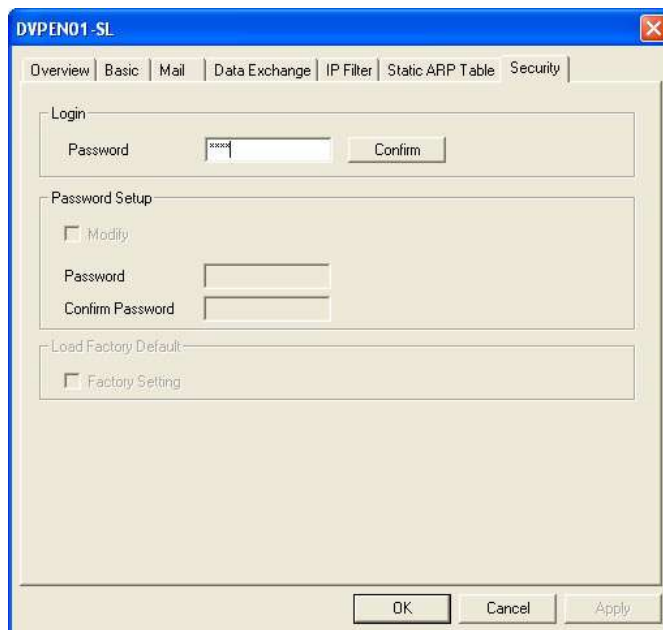 DVPEN01-SL
Overview Basic Mail Data Exchange IP Filter Static ARP Table Security
Login
Password **** Confirm
Password Setup
Modify
Password
Confirm Password
Load Factory Default
Factory Setting
OK Cancel Apply